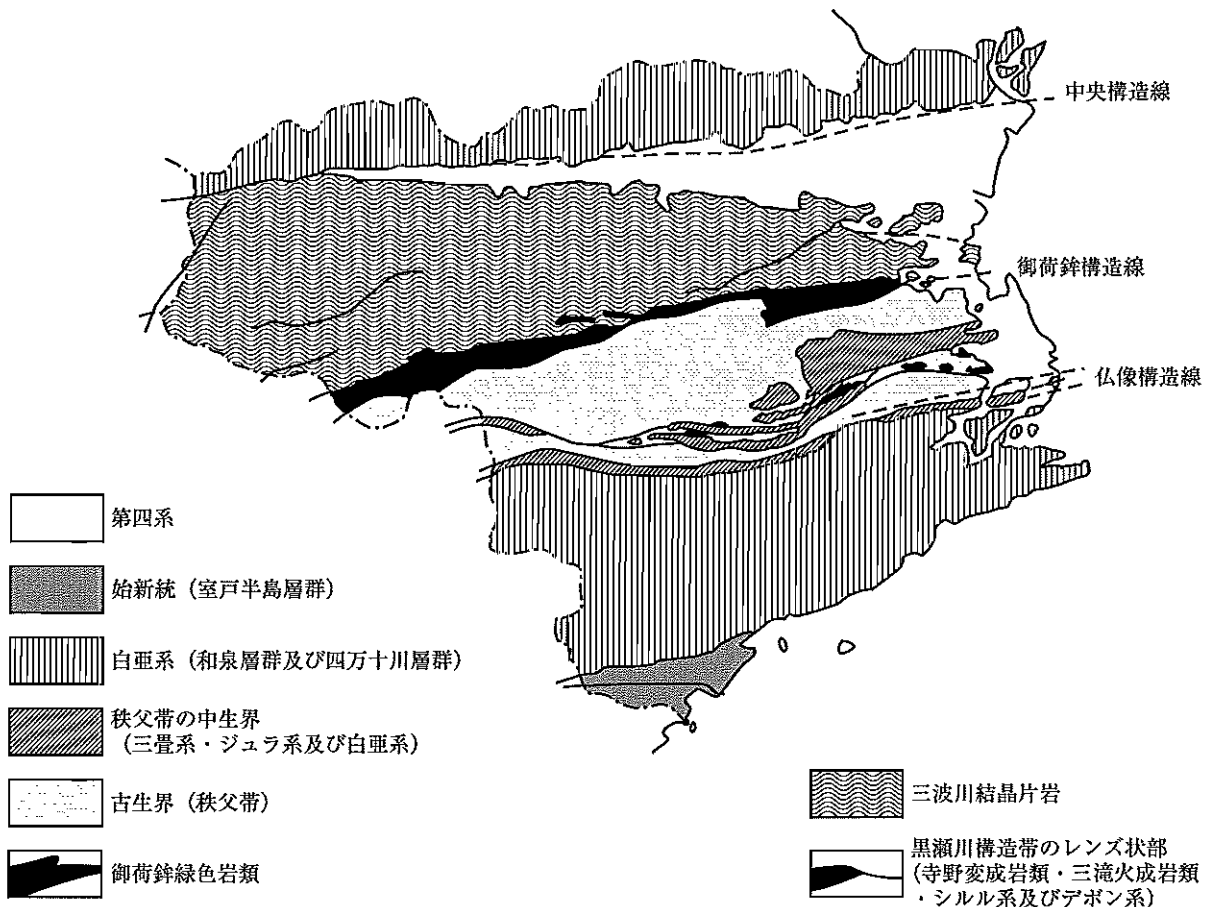 中央構造線
御荷鉾構造線
仏像構造線
第四系
始新統(室戸半島層群)
白亜系(和泉層群及び四万十川層群)
秩父帯の中生界
(三畳系・ジュラ系及び白亜系)
古生界(秩父帯)
御荷鉾緑色岩類
三波川結晶片岩
黒瀬川構造帯のレンズ状部
(寺野変成岩類・三滝火成岩類
・シルル系及びデボン系)